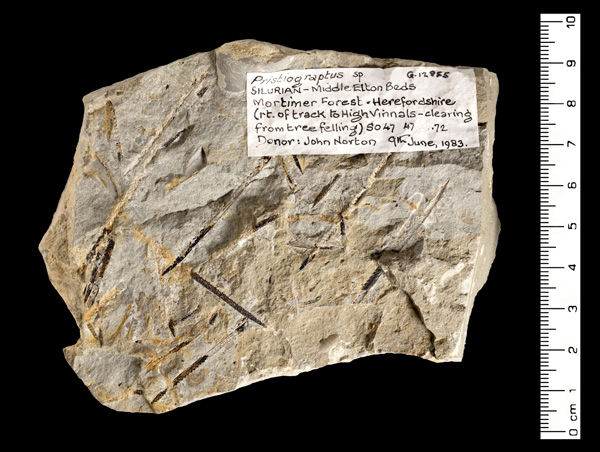 Pristiograptus sp. G.12855
SILURIAN - Middle Elton Beds
Mortimer Forest - Herefordshire
(rt. of track to High Vinnals - clearing
from tree felling) SO 47 47 .72
Donor: John Norton 9th June, 1983.
10
9
8
7
6
5
4
3
2
1
0 cm